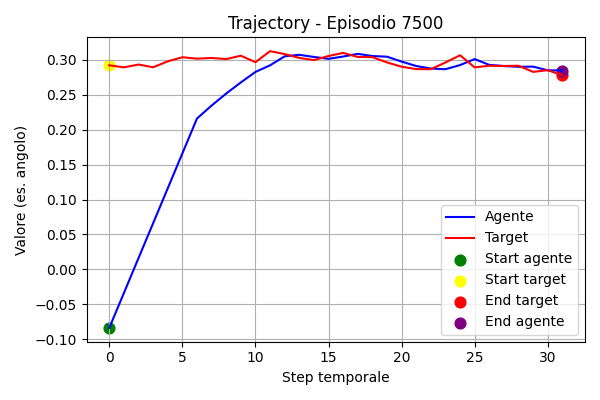 Trajectory - Episodio 7500
Valore (es. angolo)
0.30
0.25
0.20
0.15
0.10
0.05
0.00
−0.05
−0.10
Agente
Target
Start agente
Start target
End target
End agente
0 5 10 15 20 25 30
Step temporale